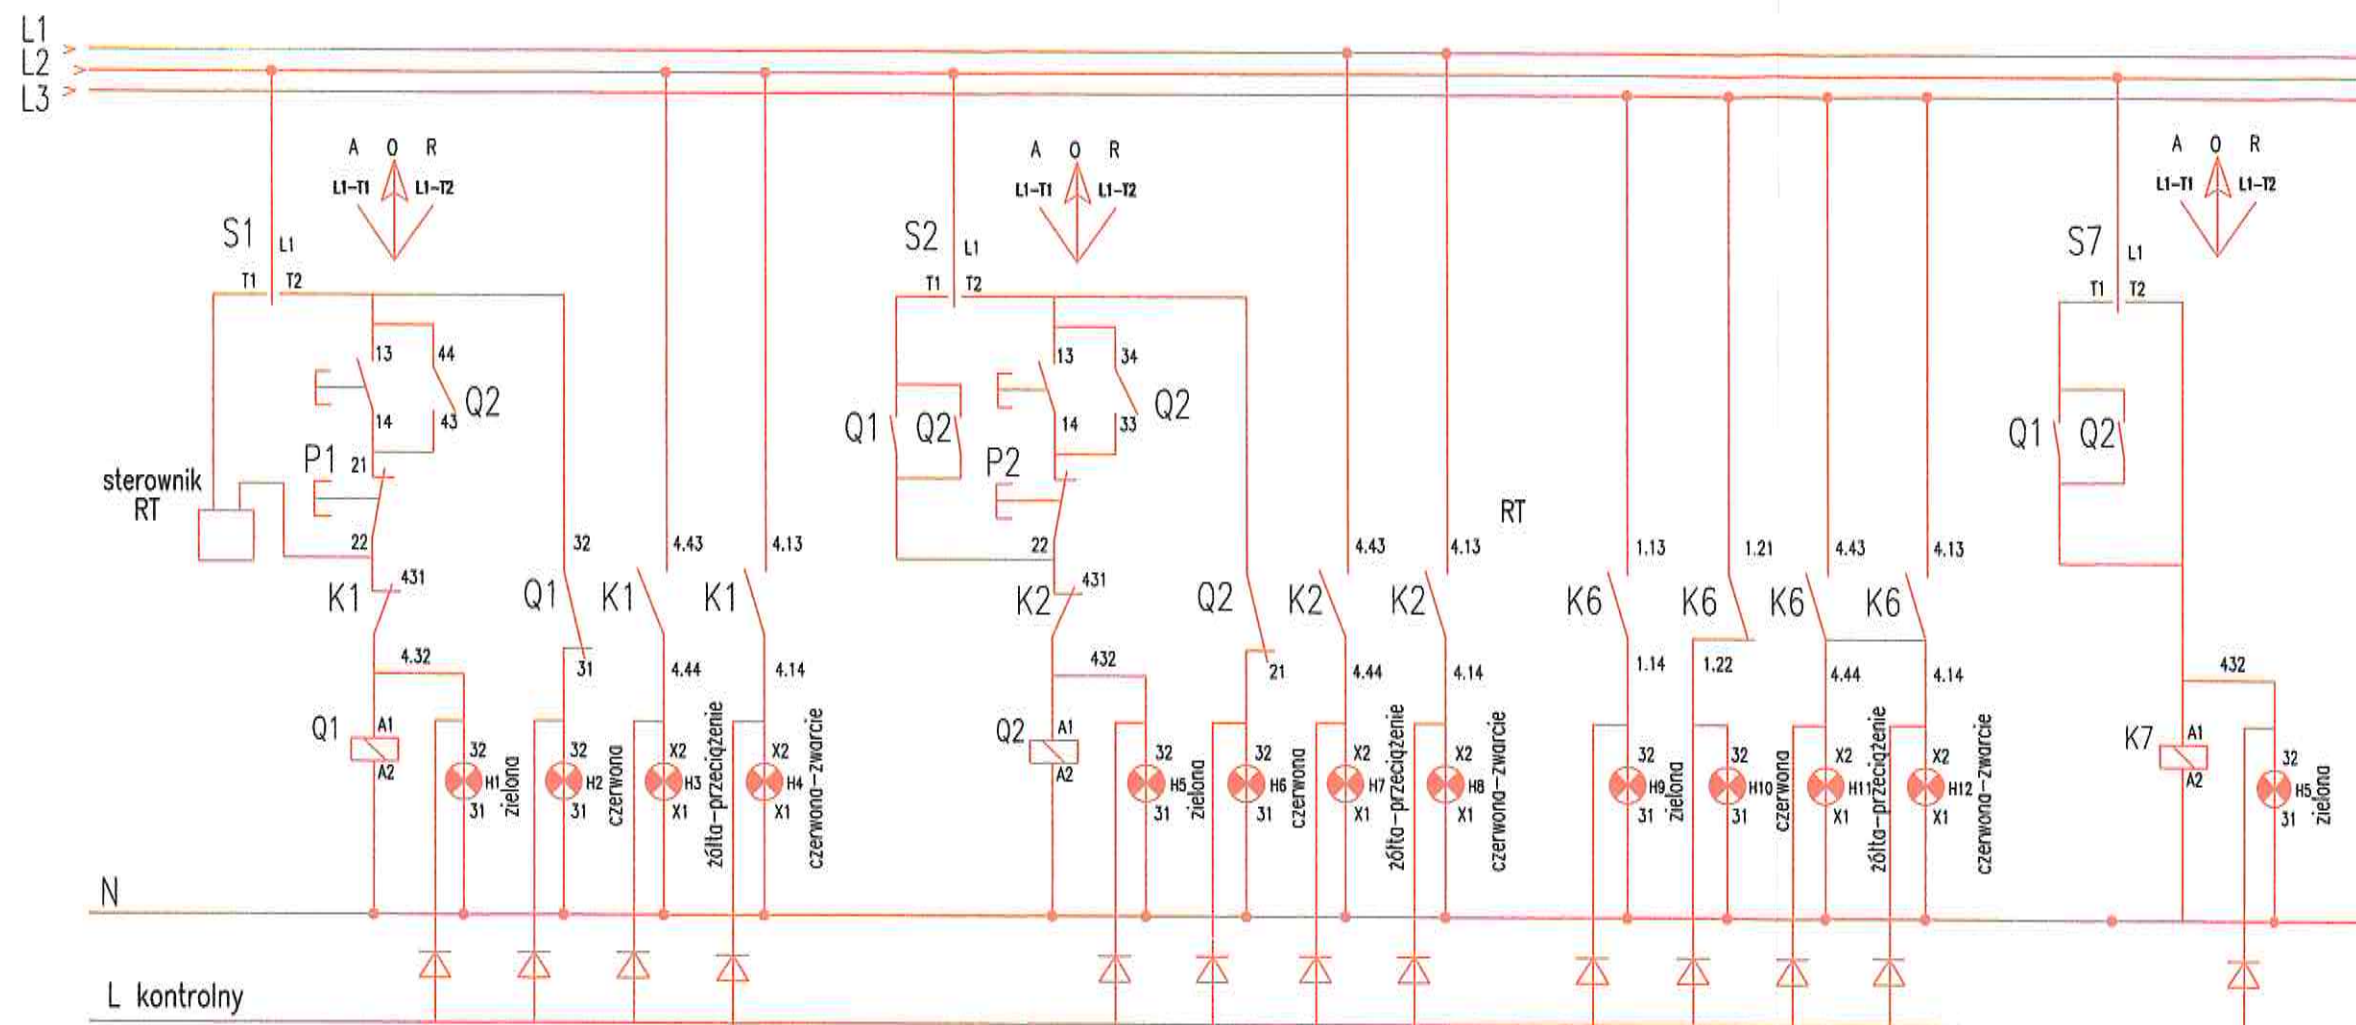 L1
L2
L3
A O R
L1-T1 L1-T2
S1
L1
T1 T2
13 44
Q2
14 43
P1 21
sterownik
RT
22
K1 431
4.32
Q1 A1
A2
32
H1
31
zielona
32
Q1
31
32
H2
31
czerwona
4.43
K1
4.44
X2
H3
X1
żółta-przeciążenie
4.13
K1
4.14
X2
H4
X1
czerwona-zwarcie
A O R
L1-T1 L1-T2
S2
L1
T1 T2
13 34
Q1 Q2
Q2
14 33
P2
22
K2 431
432
Q2 A1
A2
32
H5
31
zielona
Q2
21
32
H6
31
czerwona
4.43
K2
4.44
X2
H7
X1
żółta-przeciążenie
4.13
K2
4.14
X2
H8
X1
czerwona-zwarcie
RT
1.13
K6
1.14
32
H9
31
zielona
1.21
K6
1.22
32
H10
31
czerwona
4.43
K6
4.44
X2
H11
X1
żółta-przeciążenie
4.13
K6
4.14
X2
H12
X1
czerwona-zwarcie
A O R
L1-T1 L1-T2
S7
L1
T1 T2
Q1 Q2
432
K7 A1
A2
32
H5
31
zielona
N
L kontrolny